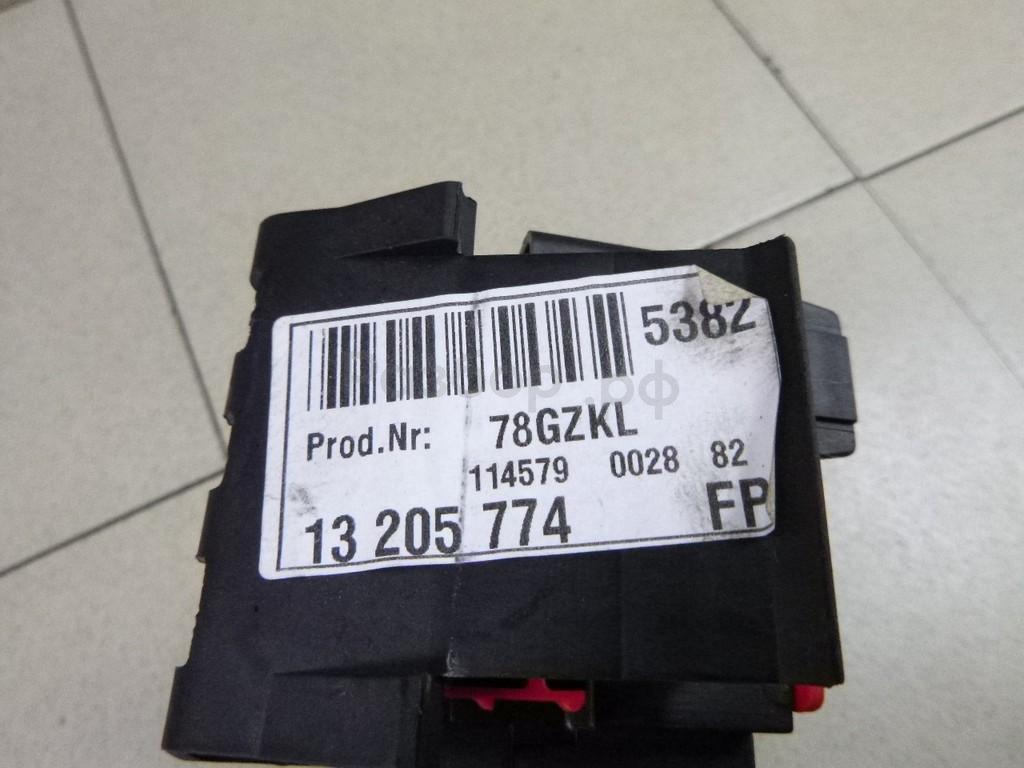 5382
Prod.Nr: 78GZKL
114579 0028 82
13 205 774 FP